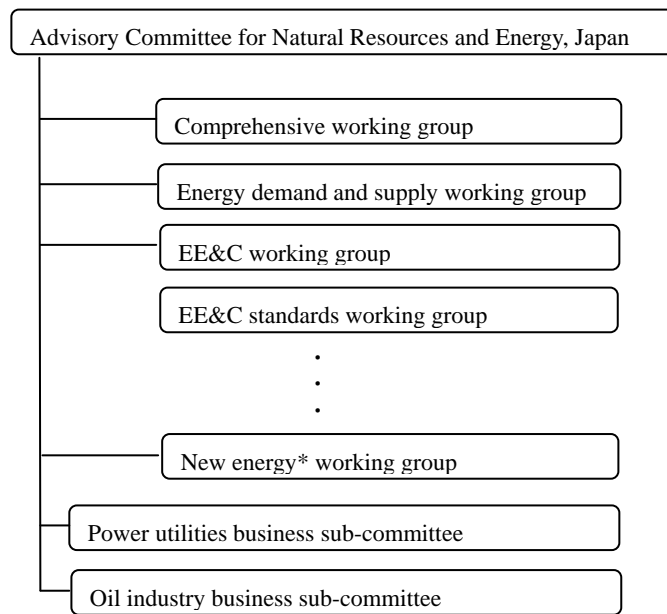 Advisory Committee for Natural Resources and Energy, Japan
Comprehensive working group
Energy demand and supply working group
EE&C working group
EE&C standards working group
.
.
.
New energy* working group
Power utilities business sub-committee
Oil industry business sub-committee